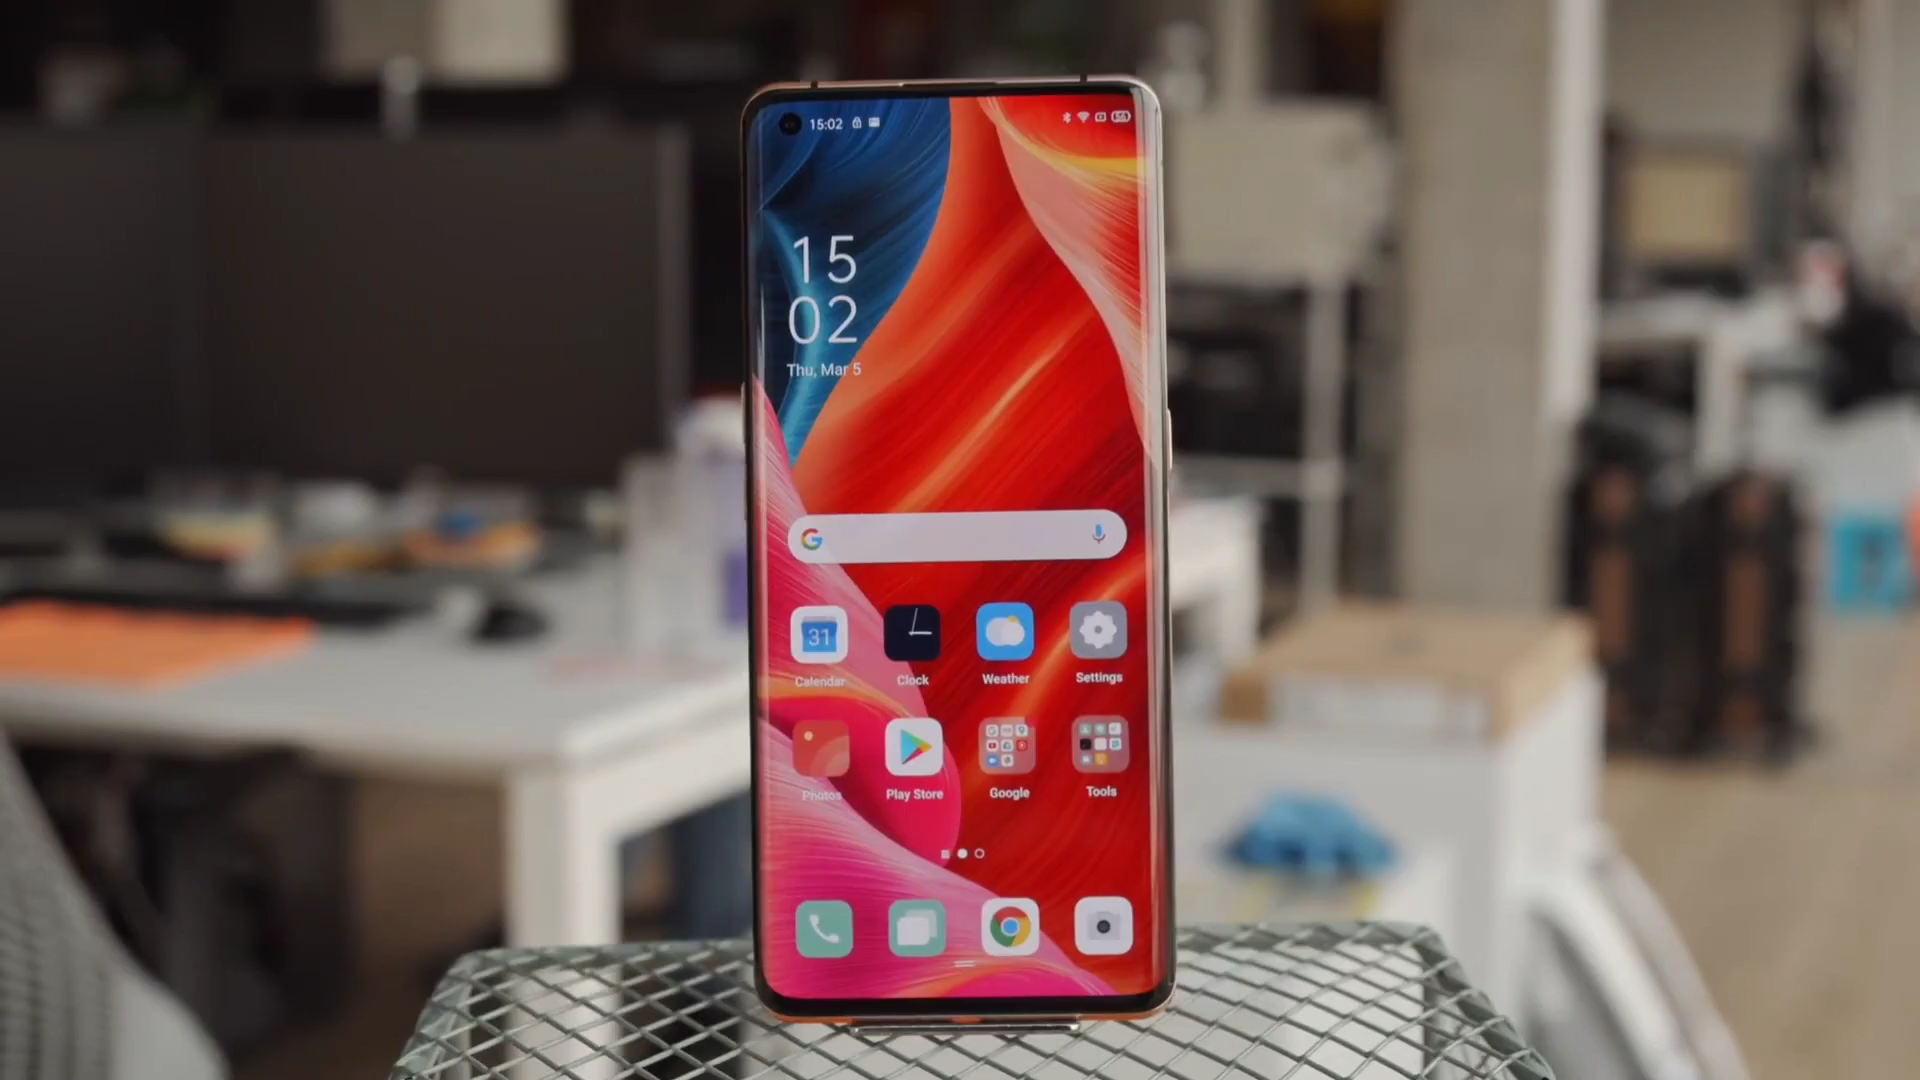 15:02
15
02
Thu, Mar 5
G
31
Calendar
Clock
Weather
Settings
Photos
Play Store
Google
Tools